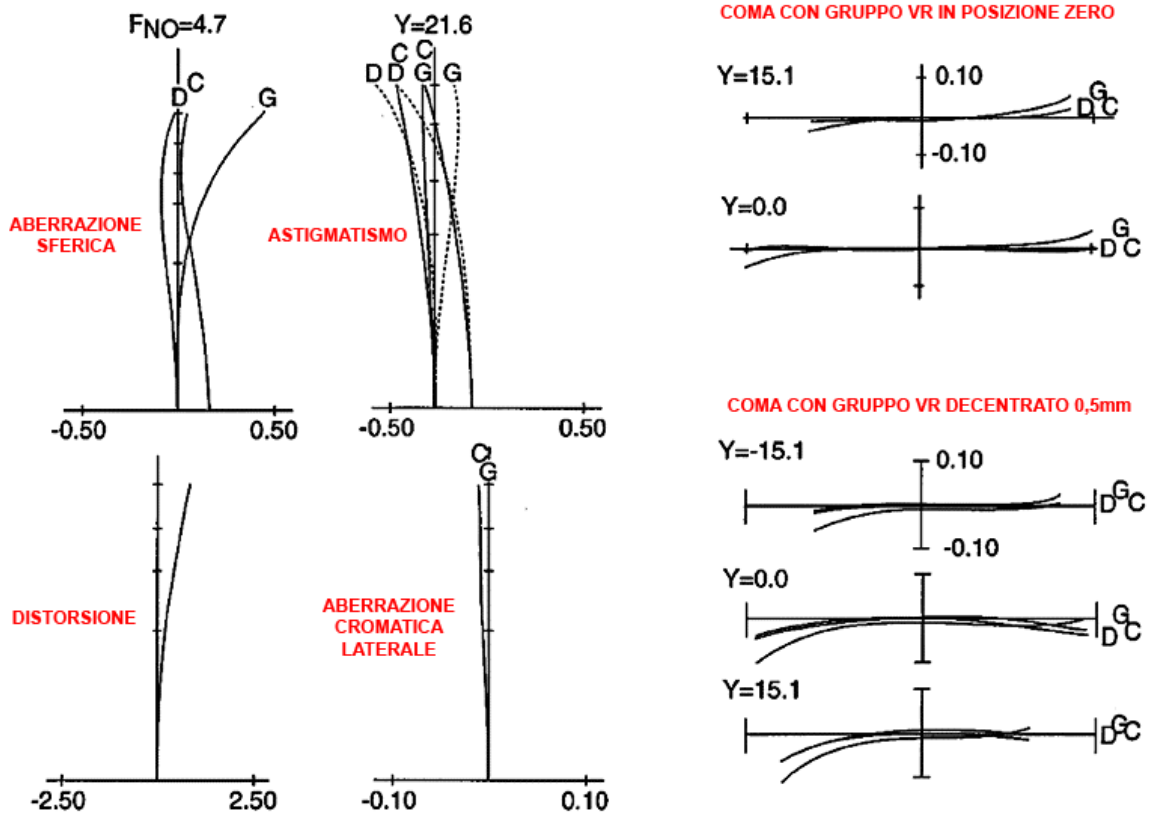 FNO=4.7
D C G
ABERRAZIONE
SFERICA
-0.50 0.50
Y=21.6
C C
D D G G
ASTIGMATISMO
-0.50 0.50
DISTORSIONE
-2.50 2.50
C
G
ABERRAZIONE
CROMATICA
LATERALE
-0.10 0.10
COMA CON GRUPPO VR IN POSIZIONE ZERO
Y=15.1
0.10
D G C
-0.10
Y=0.0
G
D C
COMA CON GRUPPO VR DECENTRATO 0,5mm
Y=-15.1
0.10
D G C
-0.10
Y=0.0
G
D C
Y=15.1
D G C